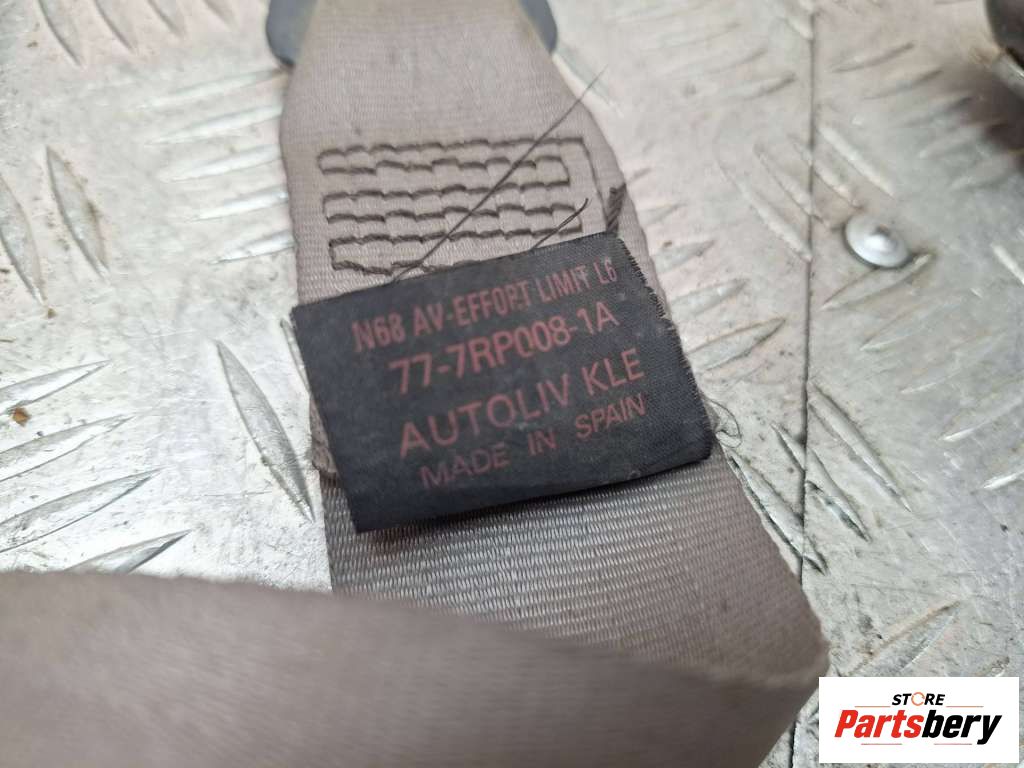 N68 AV-EFFORT LIMIT L6
77-7RP008-1A
AUTOLIV KLE
MADE IN SPAIN
STORE
Partsbery